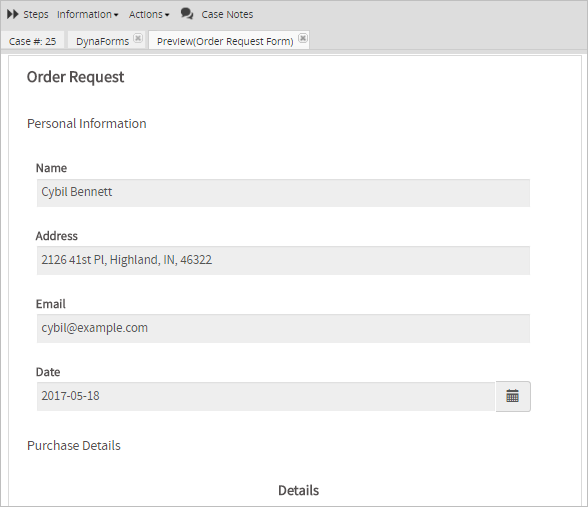 Steps Information Actions Case Notes
Case #: 25 DynaForms Preview(Order Request Form)
Order Request
Personal Information
Name
Cybil Bennett
Address
2126 41st Pl, Highland, IN, 46322
Email
cybil@example.com
Date
2017-05-18
Purchase Details
Details